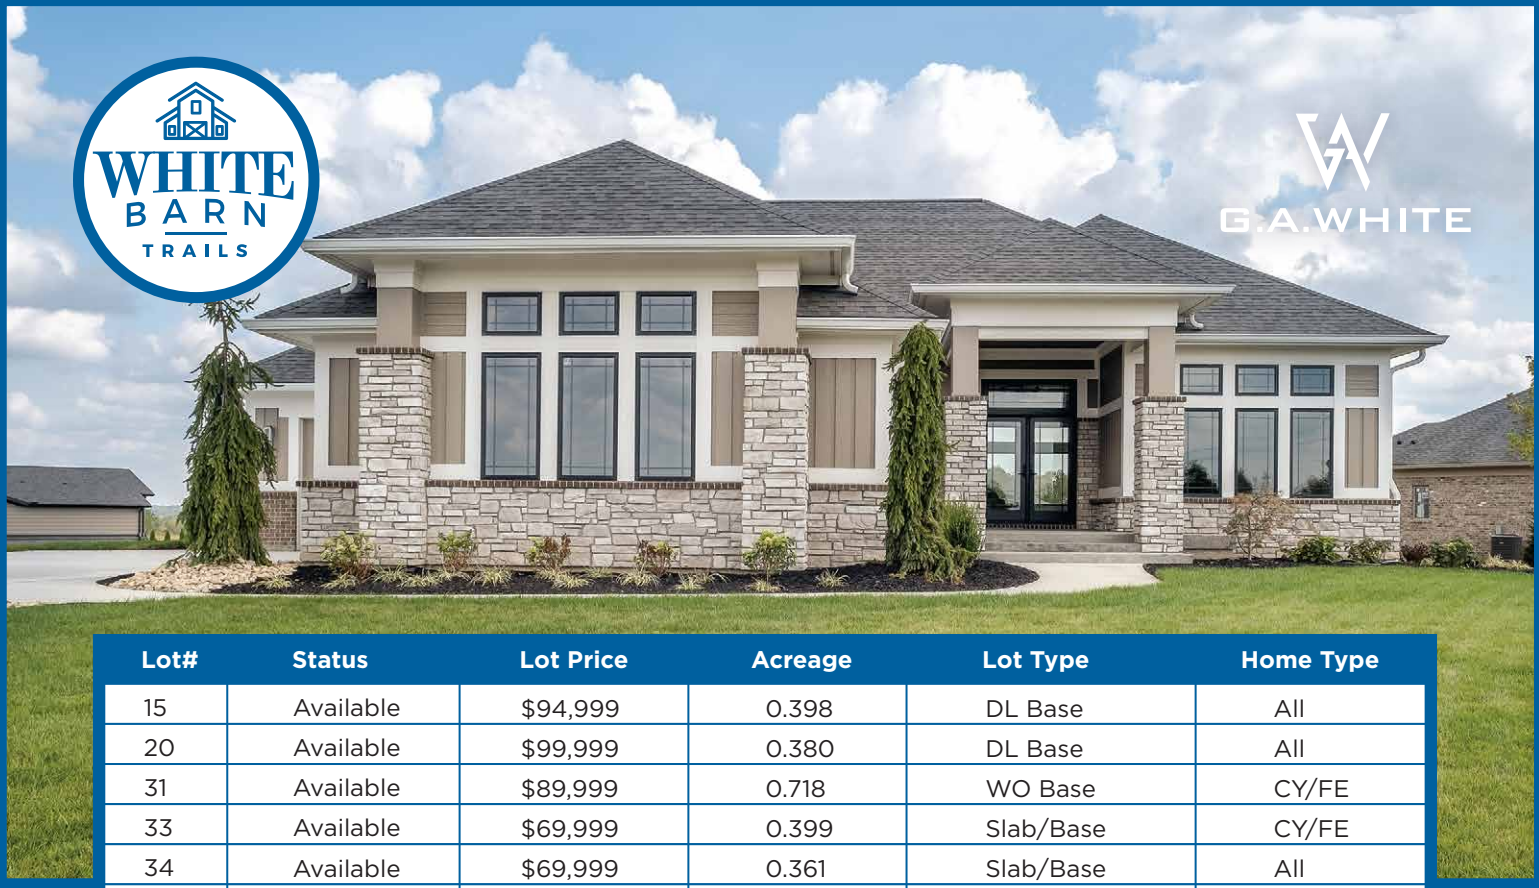 WHITE
BARN
TRAILS
G.A.WHITE
Lot# Status Lot Price Acreage Lot Type Home Type
15 Available $94,999 0.398 DL Base All
20 Available $99,999 0.380 DL Base All
31 Available $89,999 0.718 WO Base CY/FE
33 Available $69,999 0.399 Slab/Base CY/FE
34 Available $69,999 0.361 Slab/Base All